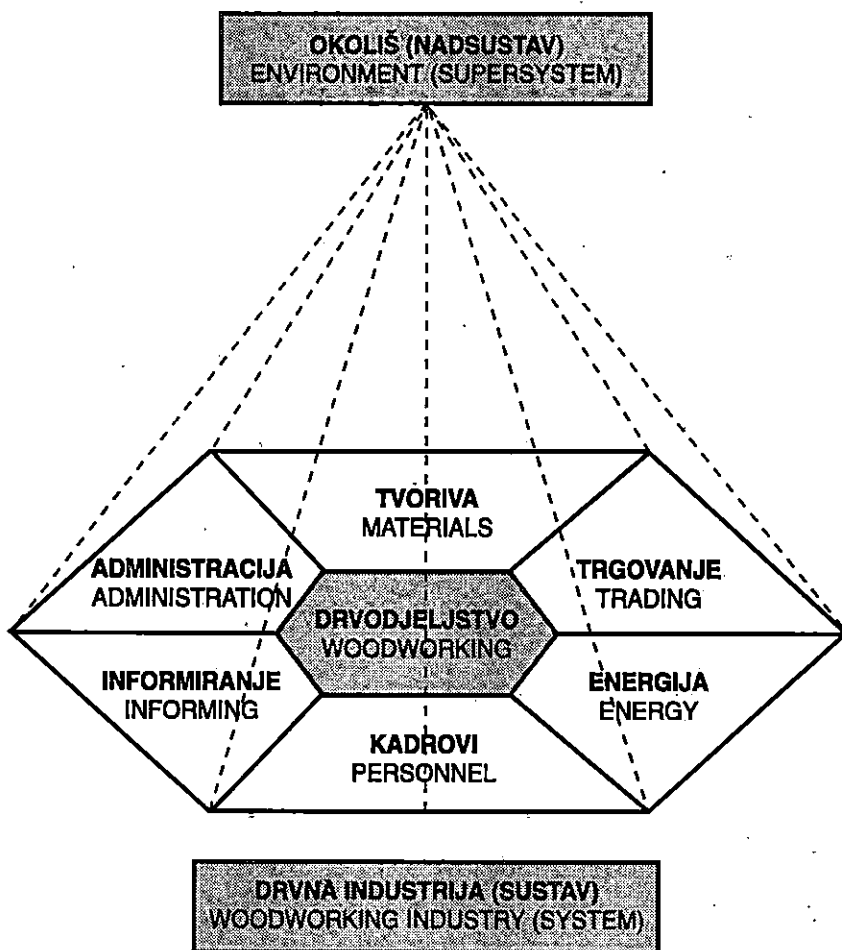 OKOLIŠ (NADSUSTAV)
ENVIRONMENT (SUPERSYSTEM)
TVORIVA
MATERIALS
ADMINISTRACIJA
ADMINISTRATION
TRGOVANJE
TRADING
DRVODJELJSTVO
WOODWORKING
INFORMIRANJE
INFORMING
ENERGIJA
ENERGY
KADROVI
PERSONNEL
DRVNA INDUSTRIJA (SUSTAV)
WOODWORKING INDUSTRY (SYSTEM)